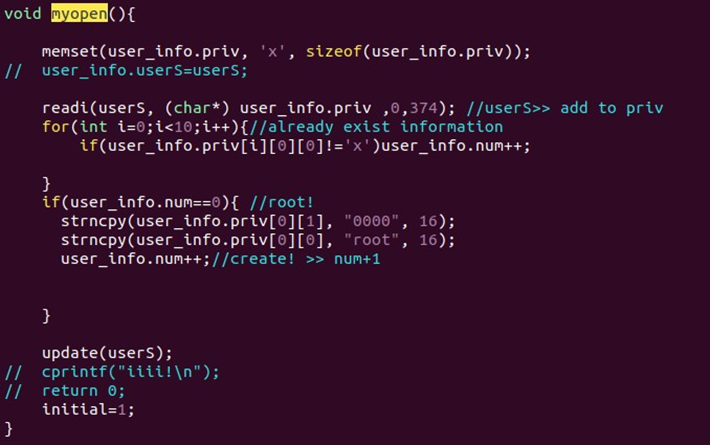 void myopen(){
memset(user_info.priv, 'x', sizeof(user_info.priv));
// user_info.userS=userS;
readi(userS, (char*) user_info.priv ,0,374); //userS>> add to priv
for(int i=0;i<10;i++){//already exist information
if(user_info.priv[i][0][0]!='x')user_info.num++;
}
if(user_info.num==0){ //root!
strncpy(user_info.priv[0][1], "0000", 16);
strncpy(user_info.priv[0][0], "root", 16);
user_info.num++;//create! >> num+1
}
update(userS);
// cprintf("iiii!\n");
// return 0;
initial=1;
}